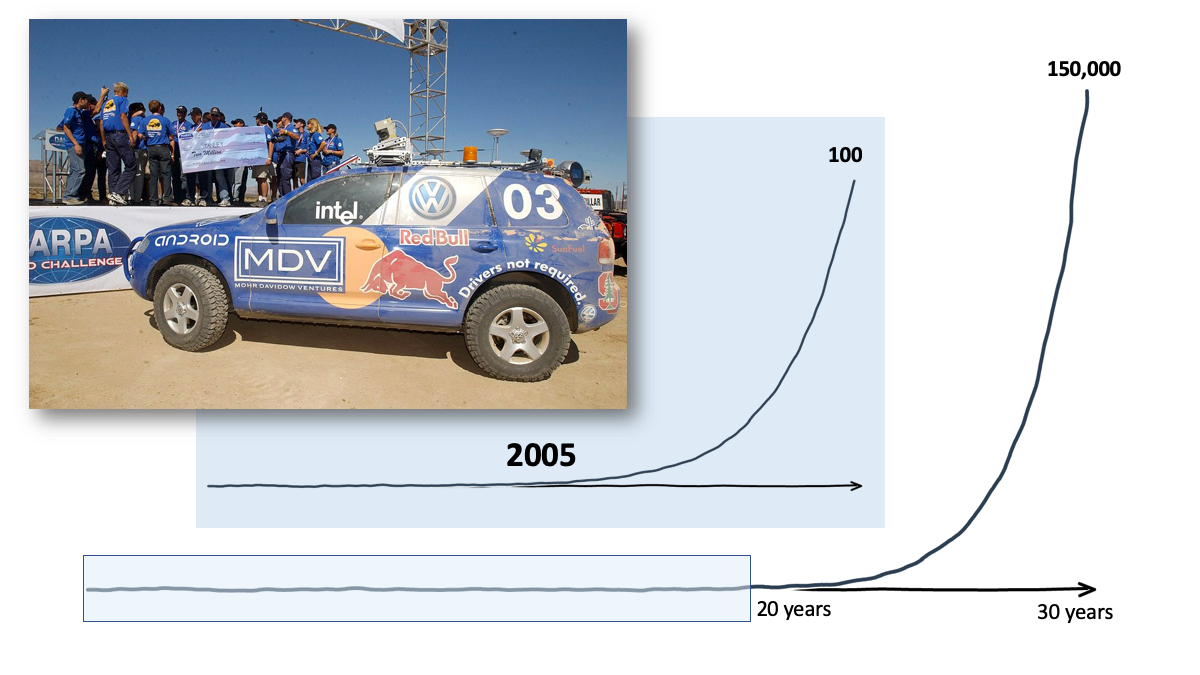 Two Million
intel.
03
ANDROID
Red Bull
SunFuel
ARPA
D CHALLENGE
MDV
MOHR DAVIDOW VENTURES
Drivers not required.
150,000
100
2005
20 years
30 years